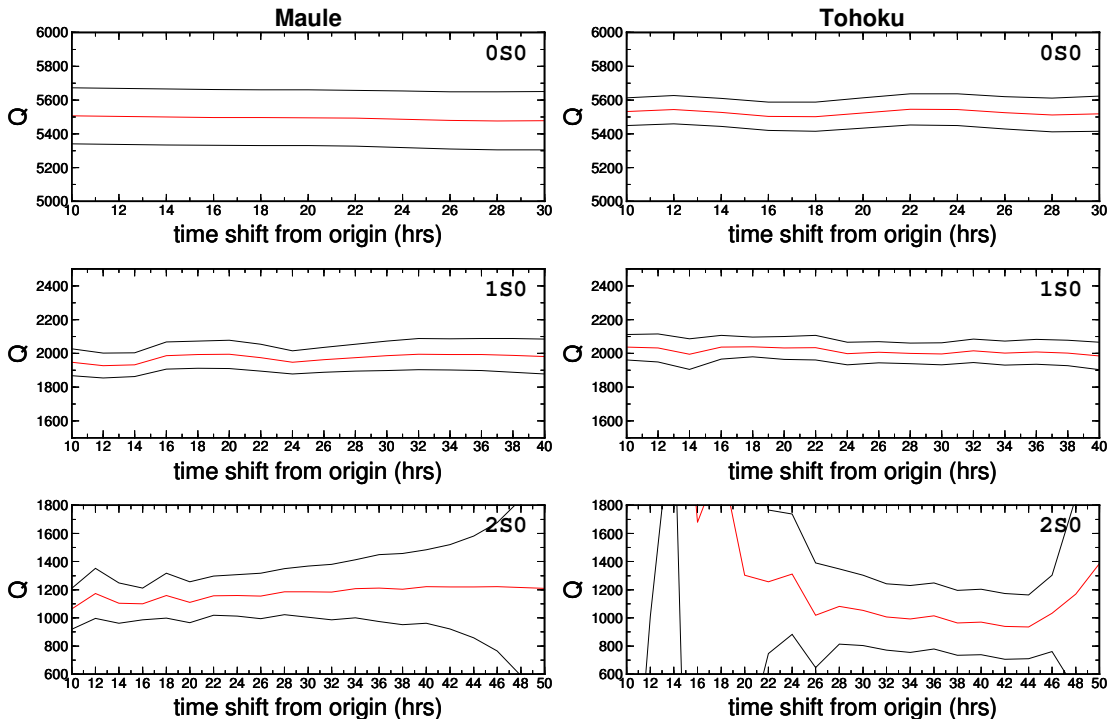 Maule Tohoku
6000 6000
5800 0S0 5800 0S0
5600 5600
Q 5400 Q 5400
5200 5200
5000 5000
10 12 14 16 18 20 22 24 26 28 30 10 12 14 16 18 20 22 24 26 28 30
time shift from origin (hrs) time shift from origin (hrs)
2400 1S0 2400 1S0
2200 2200
Q 2000 Q 2000
1800 1800
1600 1600
10 12 14 16 18 20 22 24 26 28 30 32 34 36 38 40 10 12 14 16 18 20 22 24 26 28 30 32 34 36 38 40
time shift from origin (hrs) time shift from origin (hrs)
1800 2S0 1800 2S0
1600 1600
1400 1400
Q 1200 Q 1200
1000 1000
800 800
600 600
10 12 14 16 18 20 22 24 26 28 30 32 34 36 38 40 42 44 46 48 50 10 12 14 16 18 20 22 24 26 28 30 32 34 36 38 40 42 44 46 48 50
time shift from origin (hrs) time shift from origin (hrs)